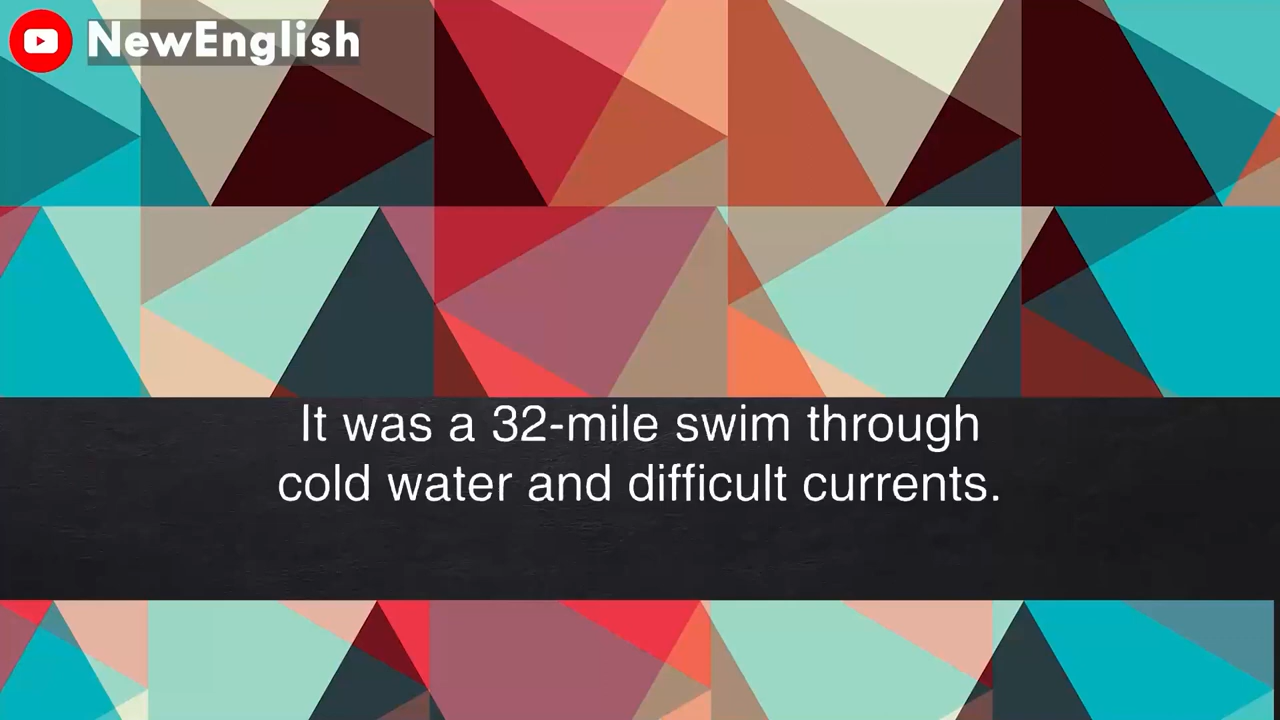 NewEnglish
It was a 32-mile swim through
cold water and difficult currents.